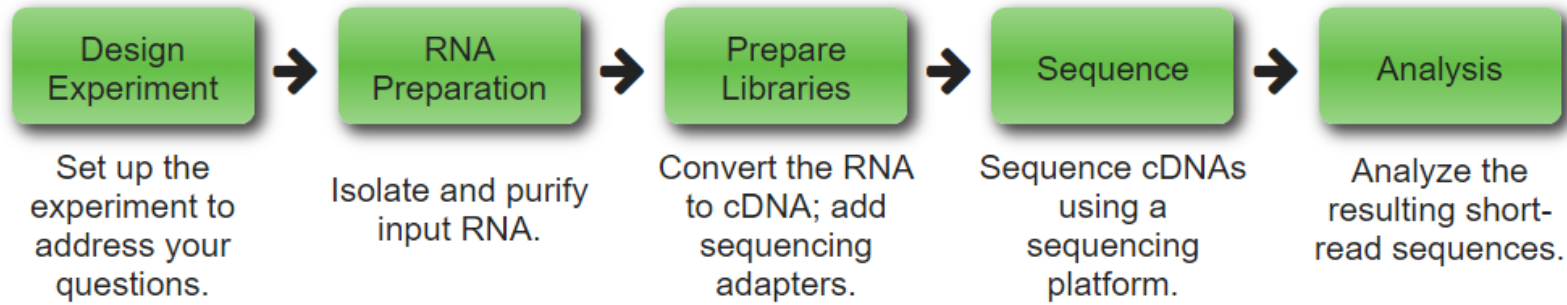 Design
Experiment
RNA
Preparation
Prepare
Libraries
Sequence
Analysis
Set up the
experiment to
address your
questions.
Isolate and purify
input RNA.
Convert the RNA
to cDNA; add
sequencing
adapters.
Sequence cDNAs
using a
sequencing
platform.
Analyze the
resulting short-
read sequences.